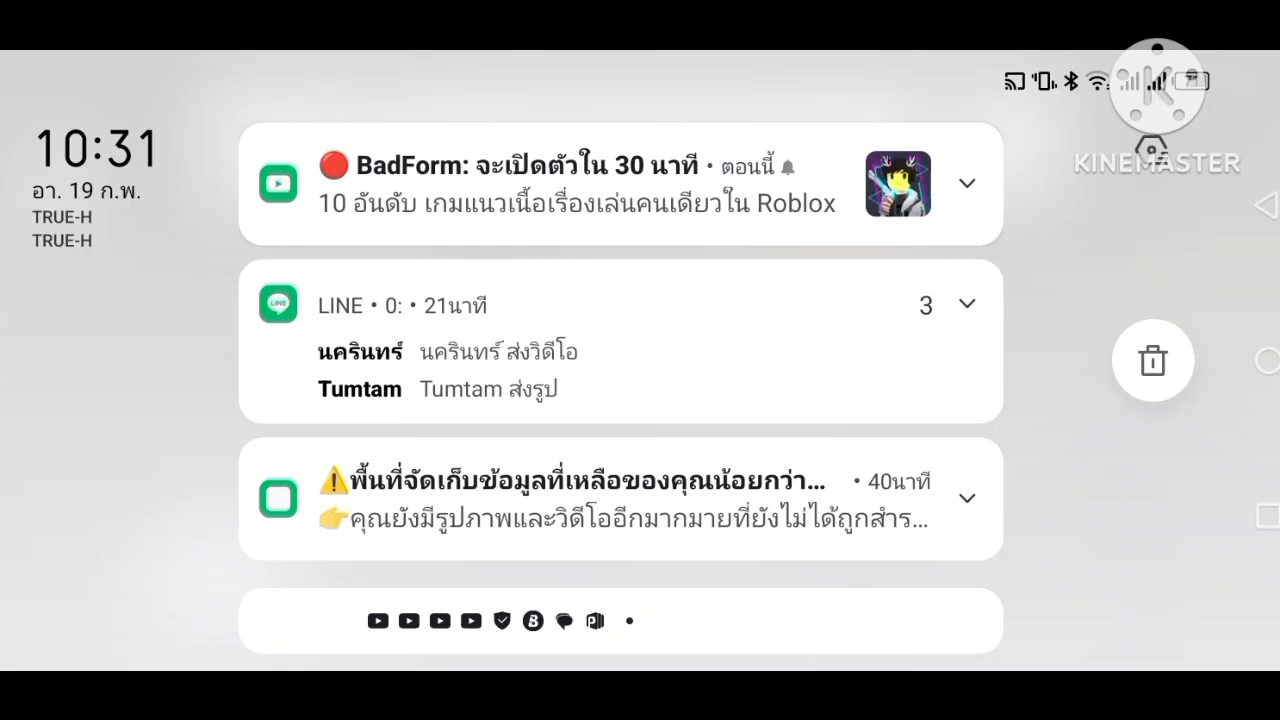 10:31
อา. 19 ก.พ.
TRUE-H
TRUE-H
71
KINEMASTER
🔴 BadForm: จะเปิดตัวใน 30 นาที • ตอนนี้
10 อันดับ เกมแนวเนื้อเรื่องเล่นคนเดียวใน Roblox
LINE • 0: • 21นาที
3
นครินทร์ นครินทร์ ส่งวิดีโอ
Tumtam Tumtam ส่งรูป
⚠️พื้นที่จัดเก็บข้อมูลที่เหลือของคุณน้อยกว่า... • 40นาที
👉คุณยังมีรูปภาพและวิดีโออีกมากมายที่ยังไม่ได้ถูกสำร...